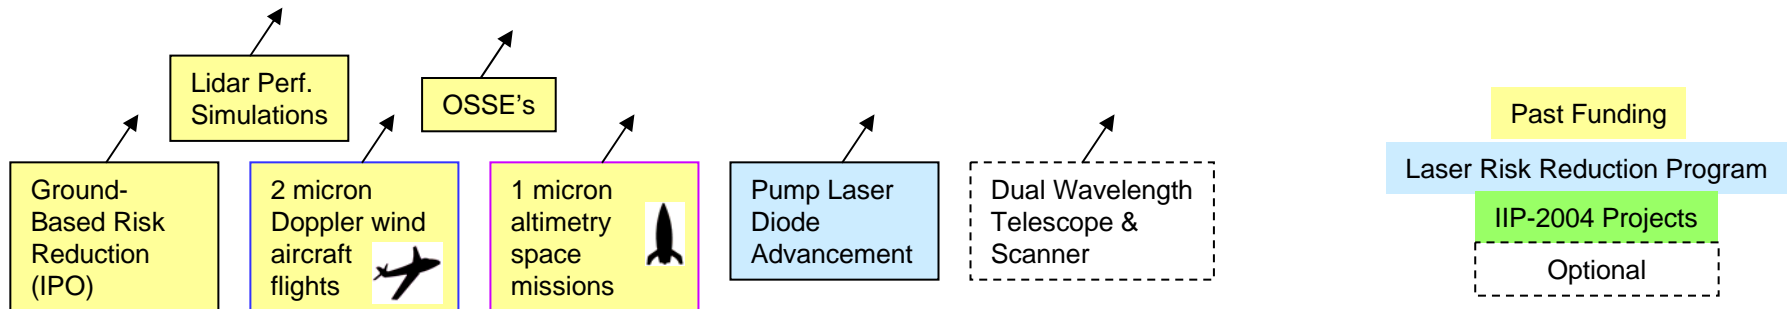 Lidar Perf.
Simulations
OSSE's
Ground-
Based Risk
Reduction
(IPO)
2 micron
Doppler wind
aircraft
flights
1 micron
altimetry
space
missions
Pump Laser
Diode
Advancement
Dual Wavelength
Telescope &
Scanner
Past Funding
Laser Risk Reduction Program
IIP-2004 Projects
Optional